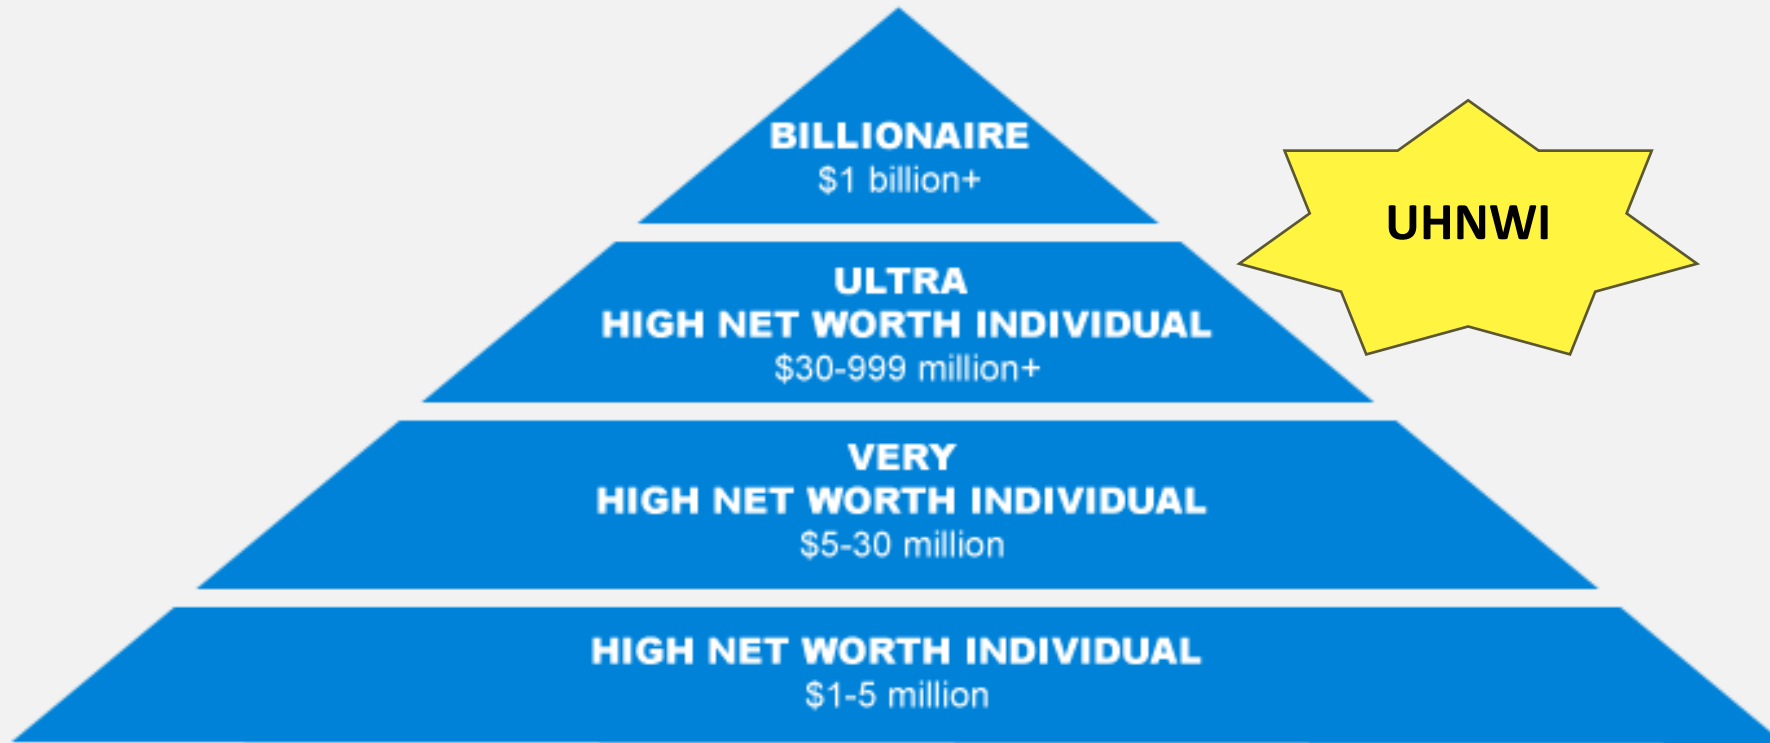 BILLIONAIRE
$1 billion+
UHNWI
ULTRA
HIGH NET WORTH INDIVIDUAL
$30-999 million+
VERY
HIGH NET WORTH INDIVIDUAL
$5-30 million
HIGH NET WORTH INDIVIDUAL
$1-5 million